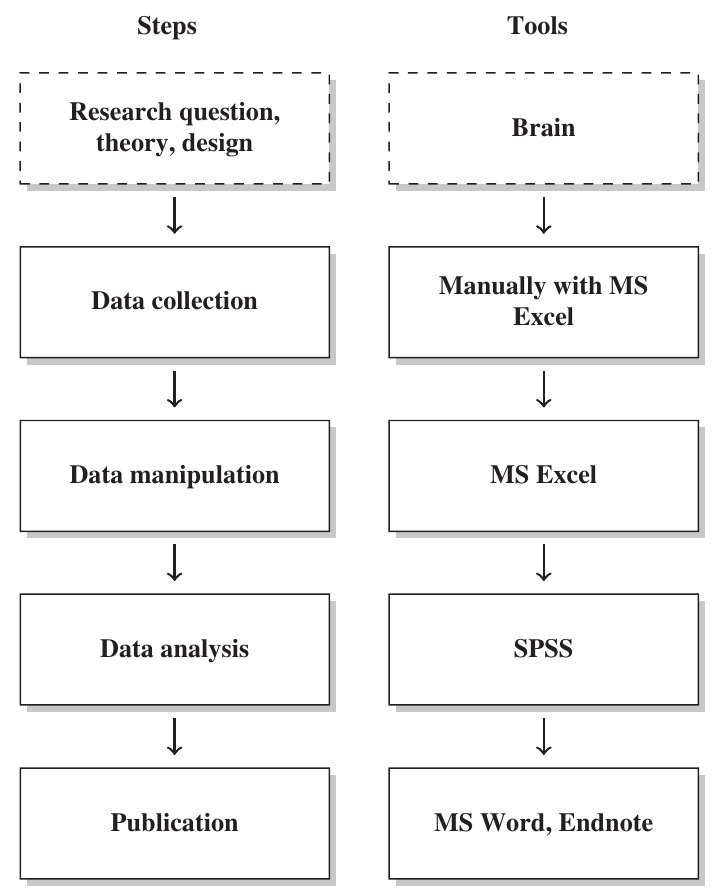 Steps
Tools
Research question,
theory, design
Brain
Data collection
Manually with MS
Excel
Data manipulation
MS Excel
Data analysis
SPSS
Publication
MS Word, Endnote